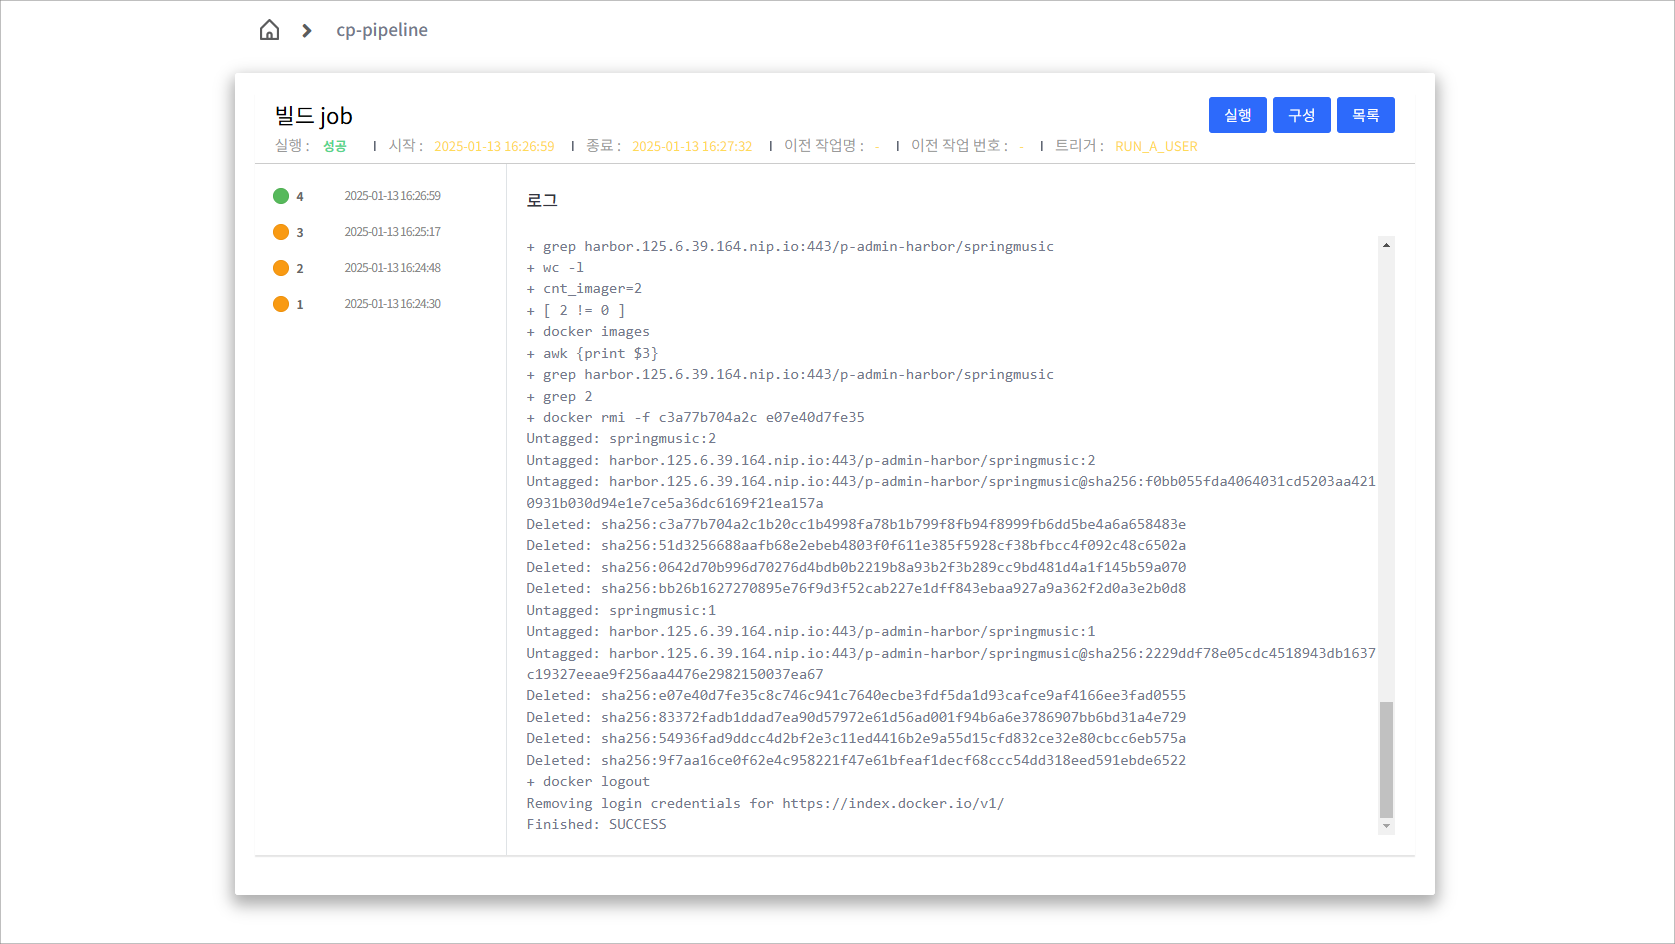 cp-pipeline
빌드 job
실행 구성 목록
실행 : 성공 I 시작 : 2025-01-13 16:26:59 I 종료 : 2025-01-13 16:27:32 I 이전 작업명 : - I 이전 작업 번호 : - I 트리거 : RUN_A_USER
4 2025-01-13 16:26:59
3 2025-01-13 16:25:17
2 2025-01-13 16:24:48
1 2025-01-13 16:24:30
로그
+ grep harbor.125.6.39.164.nip.io:443/p-admin-harbor/springmusic
+ wc -l
+ cnt_imager=2
+ [ 2 != 0 ]
+ docker images
+ awk {print $3}
+ grep harbor.125.6.39.164.nip.io:443/p-admin-harbor/springmusic
+ grep 2
+ docker rmi -f c3a77b704a2c e07e40d7fe35
Untagged: springmusic:2
Untagged: harbor.125.6.39.164.nip.io:443/p-admin-harbor/springmusic:2
Untagged: harbor.125.6.39.164.nip.io:443/p-admin-harbor/springmusic@sha256:f0bb055fda4064031cd5203aa421
0931b030d94e1e7ce5a36dc6169f21ea157a
Deleted: sha256:c3a77b704a2c1b20cc1b4998fa78b1b799f8fb94f8999fb6dd5be4a6a658483e
Deleted: sha256:51d3256688aafb68e2ebeb4803f0f611e385f5928cf38bfbcc4f092c48c6502a
Deleted: sha256:0642d70b996d70276d4bdb0b2219b8a93b2f3b289cc9bd481d4a1f145b59a070
Deleted: sha256:bb26b1627270895e76f9d3f52cab227e1dff843ebaa927a9a362f2d0a3e2b0d8
Untagged: springmusic:1
Untagged: harbor.125.6.39.164.nip.io:443/p-admin-harbor/springmusic:1
Untagged: harbor.125.6.39.164.nip.io:443/p-admin-harbor/springmusic@sha256:2229ddf78e05cdc4518943db1637
c19327eeae9f256aa4476e2982150037ea67
Deleted: sha256:e07e40d7fe35c8c746c941c7640ecbe3fdf5da1d93cafce9af4166ee3fad0555
Deleted: sha256:83372fadb1ddad7ea90d57972e61d56ad001f94b6a6e3786907bb6bd31a4e729
Deleted: sha256:54936fad9ddcc4d2bf2e3c11ed4416b2e9a55d15cfd832ce32e80cbcc6eb575a
Deleted: sha256:9f7aa16ce0f62e4c958221f47e61bfeaf1decf68ccc54dd318eed591ebde6522
+ docker logout
Removing login credentials for https://index.docker.io/v1/
Finished: SUCCESS